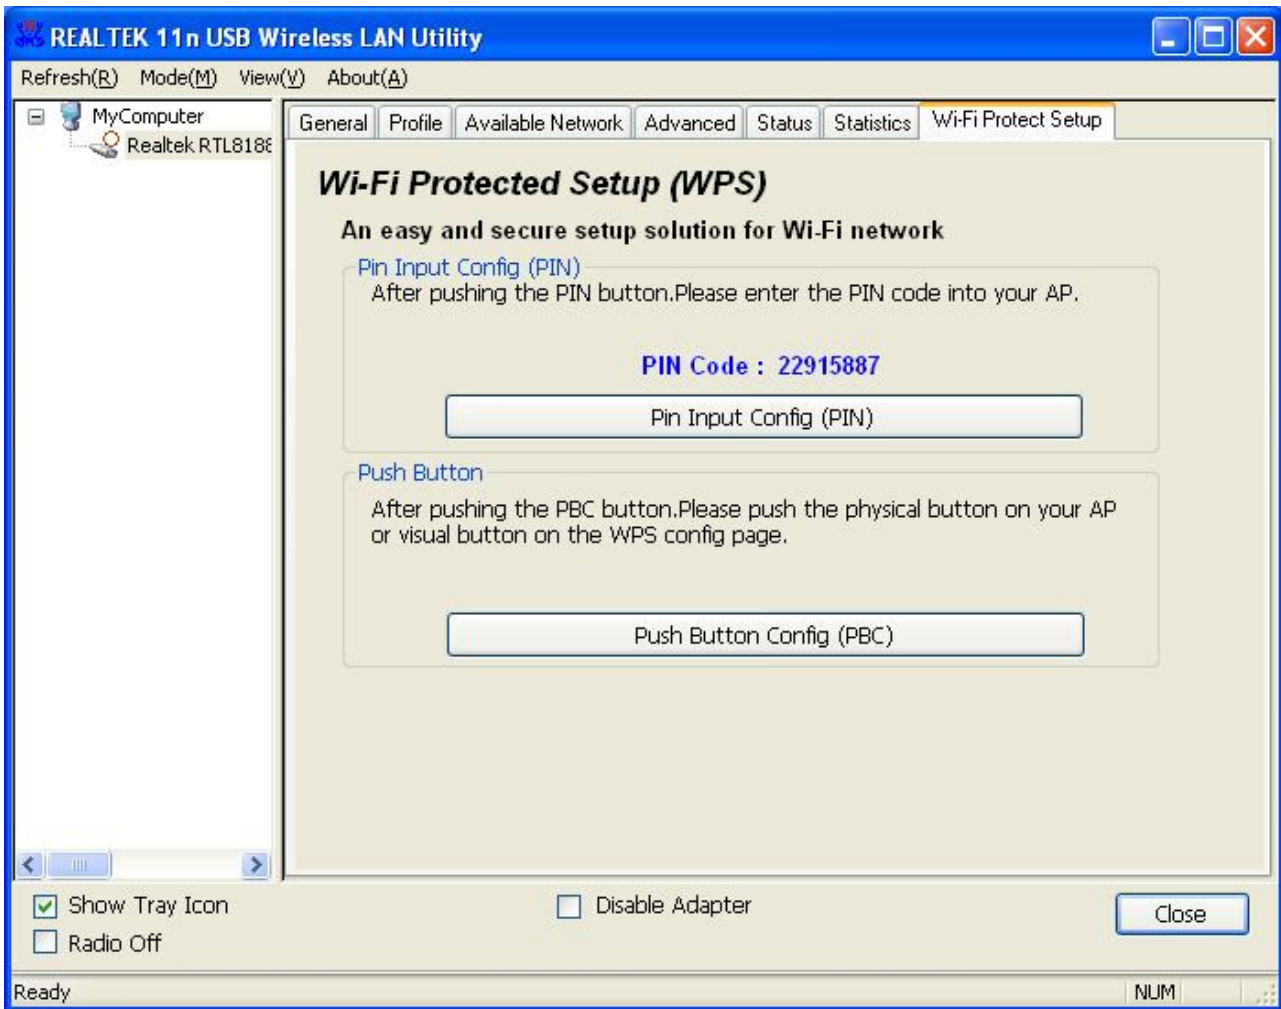 REALTEK 11n USB Wireless LAN Utility
Refresh(R) Mode(M) View(V) About(A)
MyComputer
Realtek RTL8188
General Profile Available Network Advanced Status Statistics Wi-Fi Protect Setup
Wi-Fi Protected Setup (WPS)
An easy and secure setup solution for Wi-Fi network
Pin Input Config (PIN)
After pushing the PIN button.Please enter the PIN code into your AP.
PIN Code : 22915887
Pin Input Config (PIN)
Push Button
After pushing the PBC button.Please push the physical button on your AP
or visual button on the WPS config page.
Push Button Config (PBC)
Show Tray Icon
Radio Off
Disable Adapter
Close
Ready
NUM